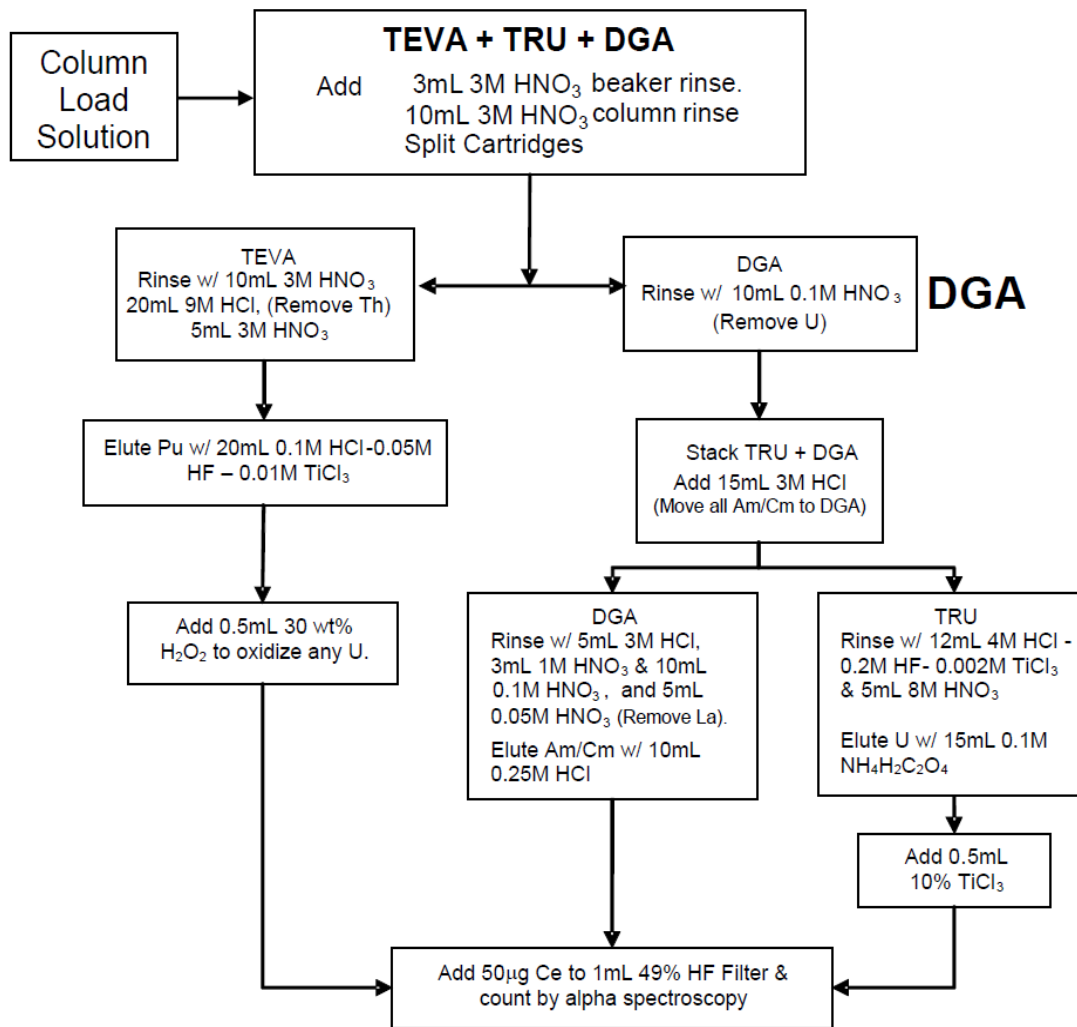 Column
Load
Solution
TEVA + TRU + DGA
Add 3mL 3M HNO₃ beaker rinse.
10mL 3M HNO₃ column rinse
Split Cartridges
TEVA
Rinse w/ 10mL 3M HNO₃
20mL 9M HCl, (Remove Th)
5mL 3M HNO₃
DGA
Rinse w/ 10mL 0.1M HNO₃
(Remove U)
DGA
Elute Pu w/ 20mL 0.1M HCl-0.05M
HF – 0.01M TiCl₃
Stack TRU + DGA
Add 15mL 3M HCl
(Move all Am/Cm to DGA)
Add 0.5mL 30 wt%
H₂O₂ to oxidize any U.
DGA
Rinse w/ 5mL 3M HCl,
3mL 1M HNO₃ & 10mL
0.1M HNO₃ , and 5mL
0.05M HNO₃ (Remove La).
Elute Am/Cm w/ 10mL
0.25M HCl
TRU
Rinse w/ 12mL 4M HCl -
0.2M HF- 0.002M TiCl₃
& 5mL 8M HNO₃
Elute U w/ 15mL 0.1M
NH₄H₂C₂O₄
Add 0.5mL
10% TiCl₃
Add 50µg Ce to 1mL 49% HF Filter &
count by alpha spectroscopy